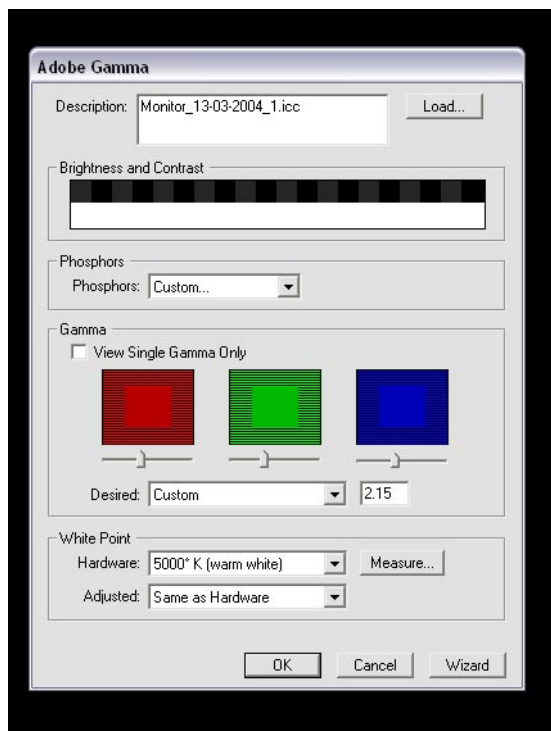 Adobe Gamma
Description: Monitor_13-03-2004_1.icc Load...
Brightness and Contrast
Phosphors
Phosphors: Custom...
Gamma
View Single Gamma Only
Desired: Custom 2.15
White Point
Hardware: 5000° K (warm white) Measure...
Adjusted: Same as Hardware
OK Cancel Wizard